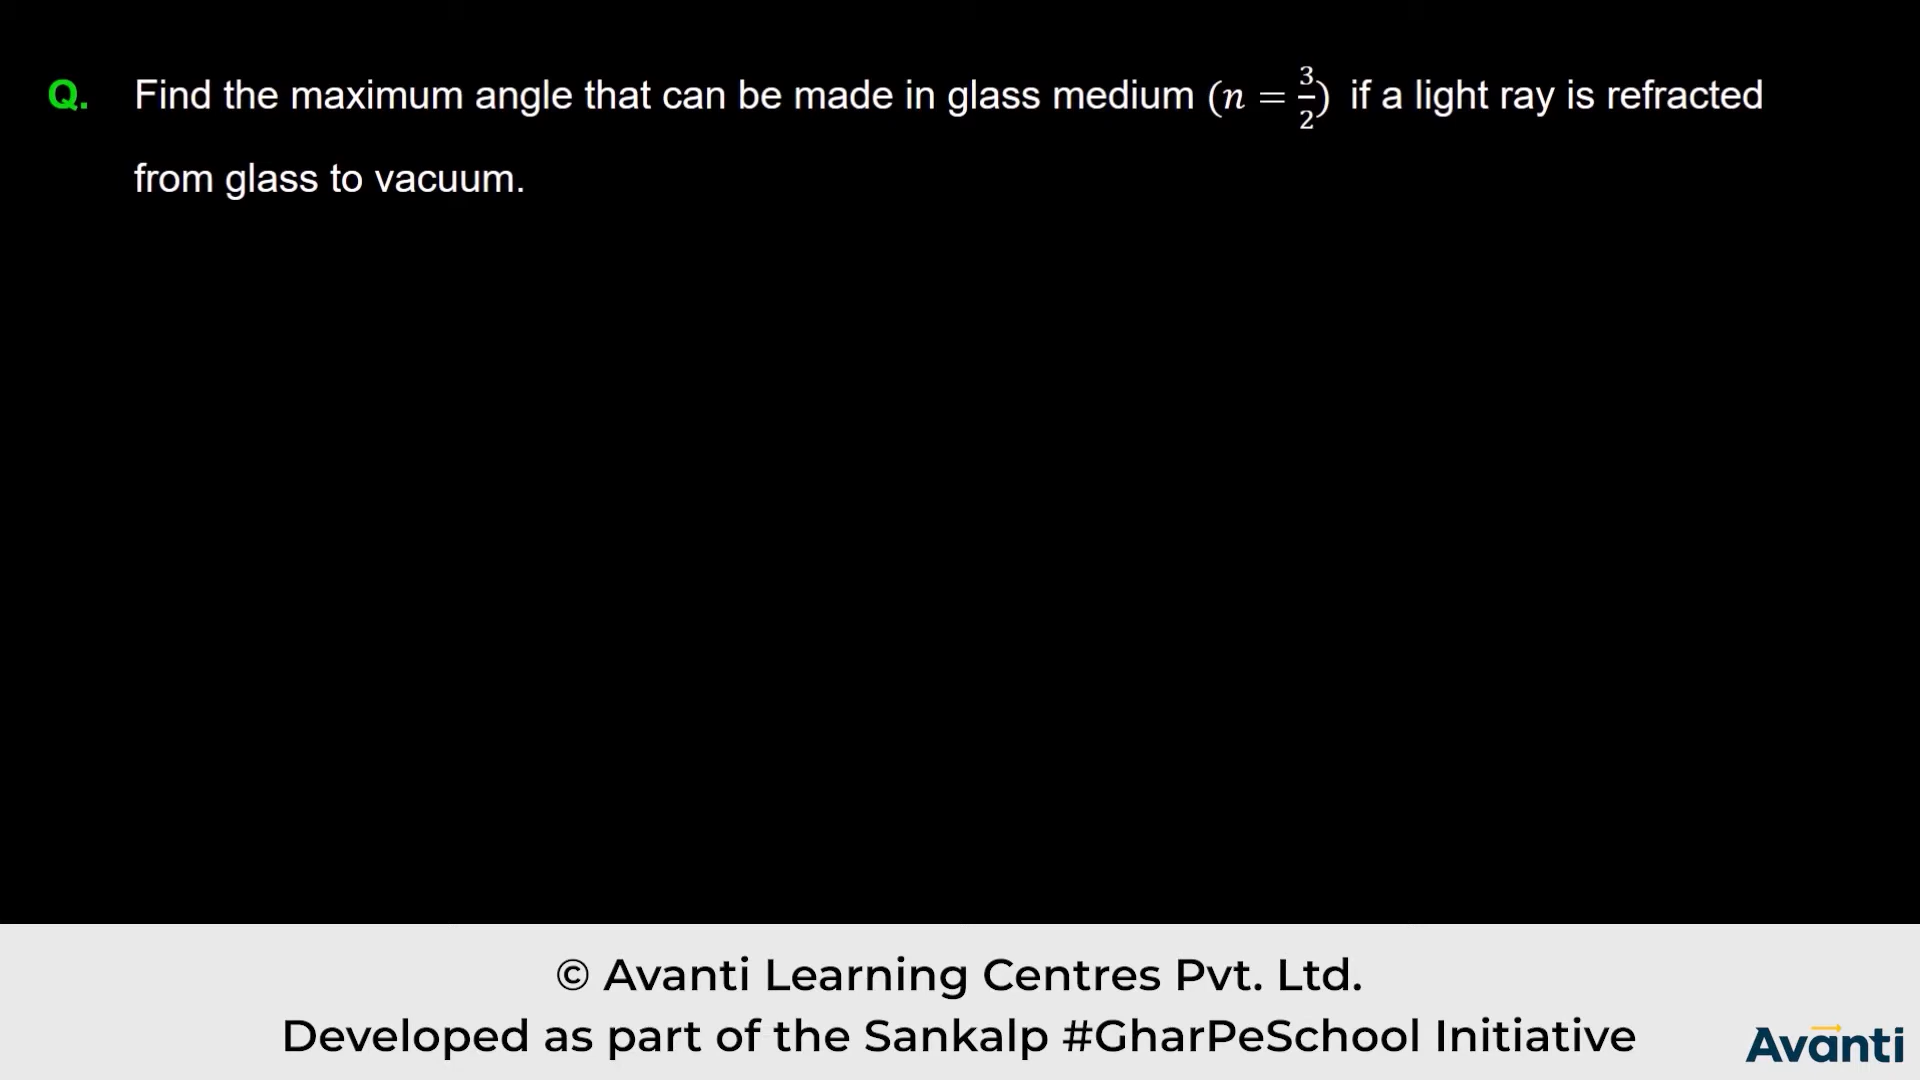 Q. Find the maximum angle that can be made in glass medium (n = 3/2) if a light ray is refracted
from glass to vacuum.
© Avanti Learning Centres Pvt. Ltd.
Developed as part of the Sankalp #GharPeSchool Initiative
Avanti